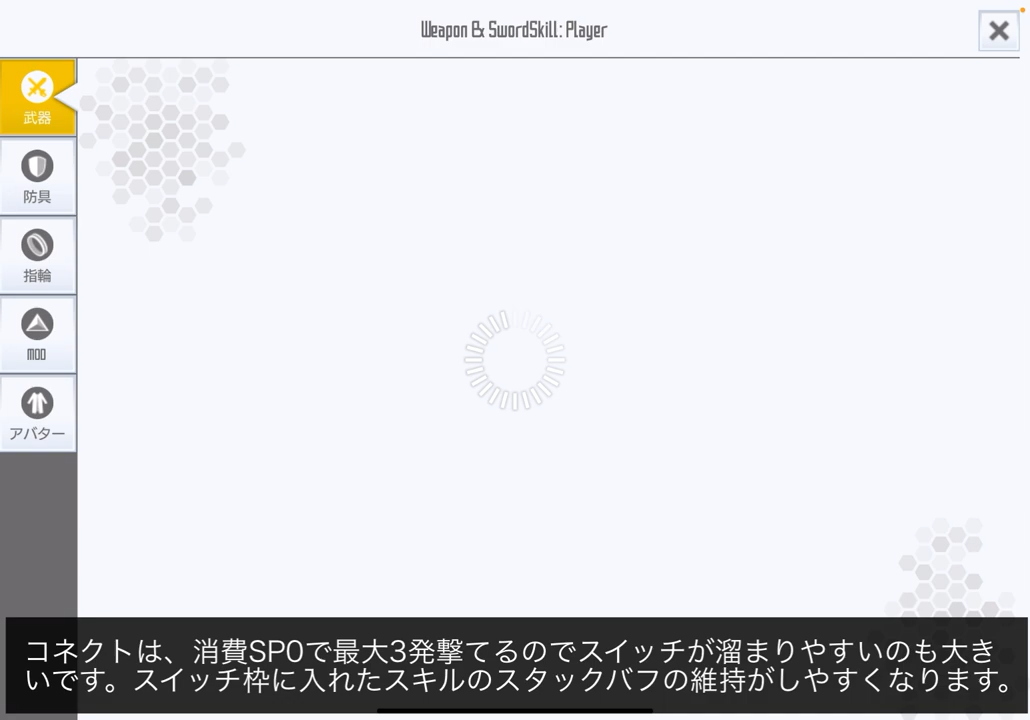 Weapon & SwordSkill: Player
武器
防具
指輪
MOD
アバター
コネクトは、消費SP0で最大3発撃てるのでスイッチが溜まりやすいのも大き
いです。スイッチ枠に入れたスキルのスタックバフの維持がしやすくなります。